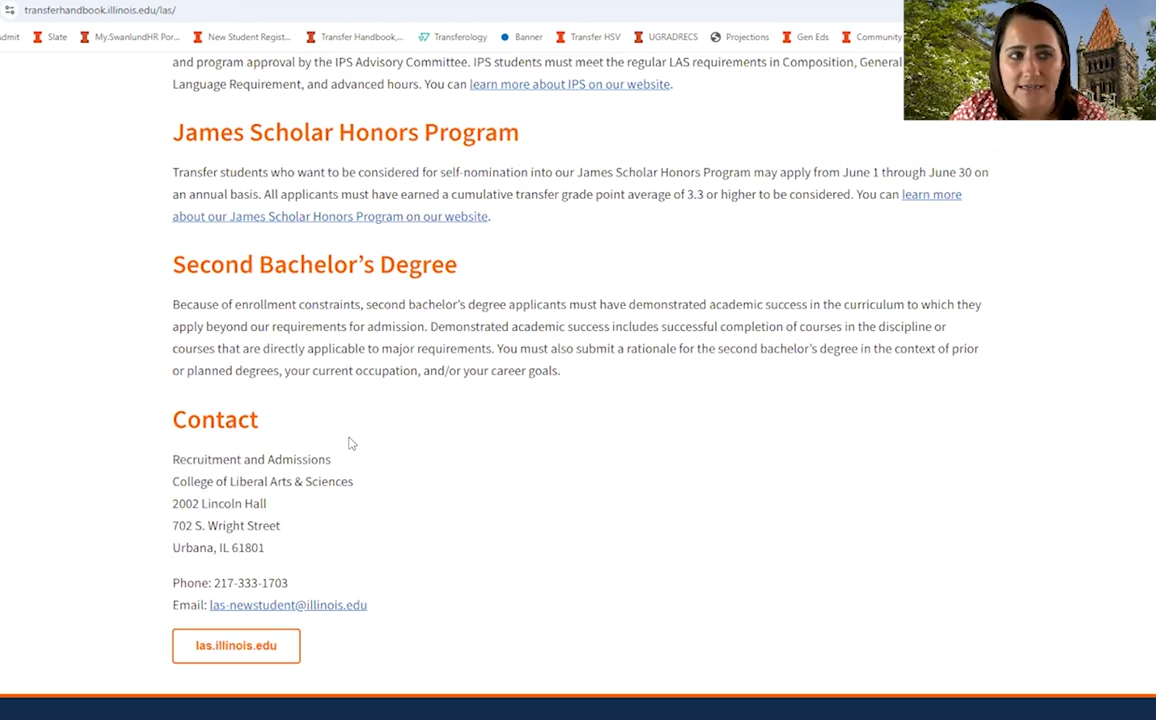 transferhandbook.illinois.edu/las/
dmit Slate My.SwanlundHR Por... New Student Regist... Transfer Handbook,... Transferology Banner Transfer HSV UGRADRECS Projections Gen Eds Community
and program approval by the IPS Advisory Committee. IPS students must meet the regular LAS requirements in Composition, General
Language Requirement, and advanced hours. You can learn more about IPS on our website.
James Scholar Honors Program
Transfer students who want to be considered for self-nomination into our James Scholar Honors Program may apply from June 1 through June 30 on
an annual basis. All applicants must have earned a cumulative transfer grade point average of 3.3 or higher to be considered. You can learn more
about our James Scholar Honors Program on our website.
Second Bachelor’s Degree
Because of enrollment constraints, second bachelor’s degree applicants must have demonstrated academic success in the curriculum to which they
apply beyond our requirements for admission. Demonstrated academic success includes successful completion of courses in the discipline or
courses that are directly applicable to major requirements. You must also submit a rationale for the second bachelor’s degree in the context of prior
or planned degrees, your current occupation, and/or your career goals.
Contact
Recruitment and Admissions
College of Liberal Arts & Sciences
2002 Lincoln Hall
702 S. Wright Street
Urbana, IL 61801
Phone: 217-333-1703
Email: las-newstudent@illinois.edu
las.illinois.edu